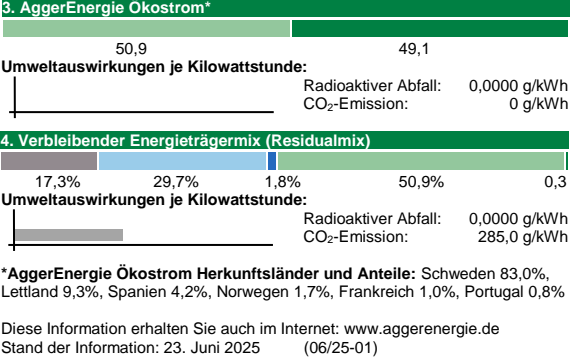 3. AggerEnergie Ökostrom*
50,9 49,1
Umweltauswirkungen je Kilowattstunde:
Radioaktiver Abfall: 0,0000 g/kWh
CO₂-Emission: 0 g/kWh
4. Verbleibender Energieträgermix (Residualmix)
17,3% 29,7% 1,8% 50,9% 0,3
Umweltauswirkungen je Kilowattstunde:
Radioaktiver Abfall: 0,0000 g/kWh
CO₂-Emission: 285,0 g/kWh
*AggerEnergie Ökostrom Herkunftsländer und Anteile: Schweden 83,0%,
Lettland 9,3%, Spanien 4,2%, Norwegen 1,7%, Frankreich 1,0%, Portugal 0,8%
Diese Information erhalten Sie auch im Internet: www.aggerenergie.de
Stand der Information: 23. Juni 2025 (06/25-01)